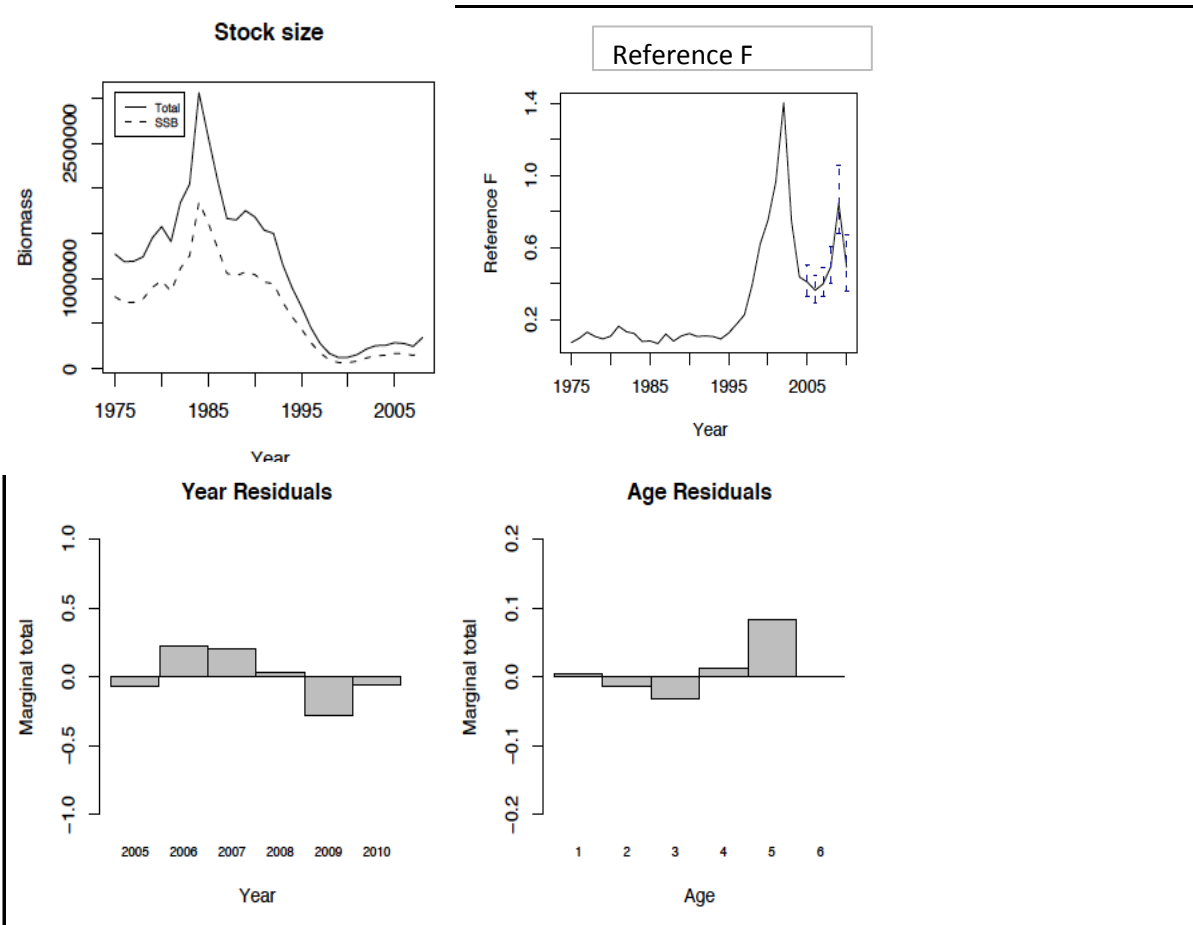 Stock size
Biomass
2500000
1000000
0
Total
SSB
1975 1985 1995 2005
Year
Reference F
Reference F
1.4
1.0
0.6
0.2
1975 1985 1995 2005
Year
Year Residuals
Marginal total
1.0
0.5
0.0
−0.5
−1.0
2005 2006 2007 2008 2009 2010
Year
Age Residuals
Marginal total
0.2
0.1
0.0
−0.1
−0.2
1 2 3 4 5 6
Age